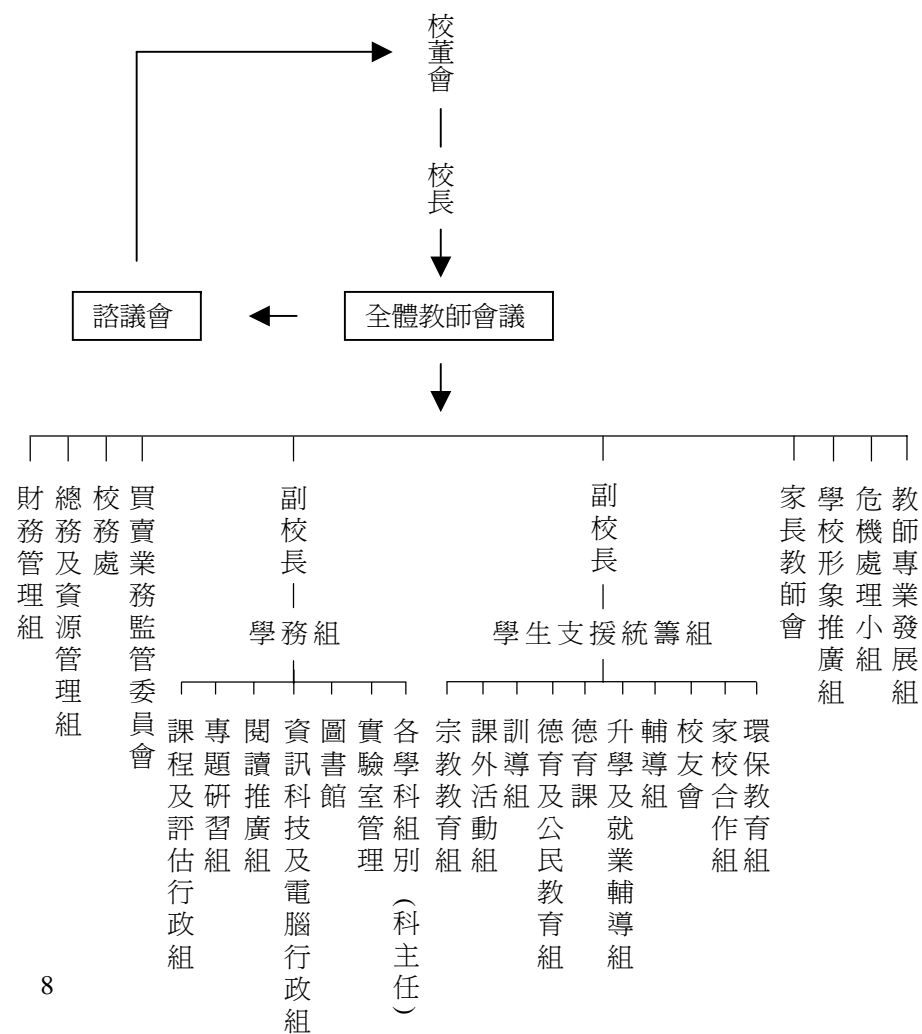 校董會
校長
諮議會
全體教師會議
財務管理組
總務及資源管理組
校務處
買賣業務監管委員會
副校長
學務組
副校長
學生支援統籌組
家長教師會
學校形象推廣組
危機處理小組
教師專業發展組
課程及評估行政組
專題研習組
閱讀推廣組
資訊科技及電腦行政組
圖書館
實驗室管理
各學科組別（科主任）
宗教教育組
課外活動組
訓導組
德育及公民教育組
德育課
升學及就業輔導組
輔導組
校友會
家校合作組
環保教育組
8